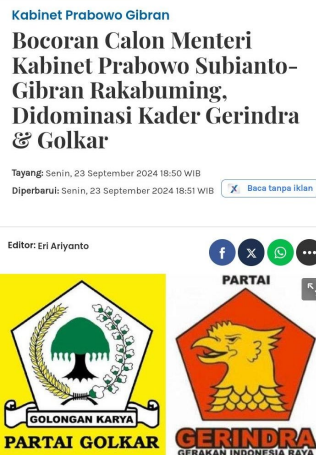 Kabinet Prabowo Gibran
Bocoran Calon Menteri
Kabinet Prabowo Subianto-
Gibran Rakabuming,
Didominasi Kader Gerindra
& Golkar
Tayang: Senin, 23 September 2024 18:50 WIB
Diperbarui: Senin, 23 September 2024 18:51 WIB
Baca tanpa iklan
Editor: Eri Ariyanto
PARTAI
GOLONGAN KARYA
PARTAI GOLKAR
GERINDRA
GERAKAN INDONESIA RAYA